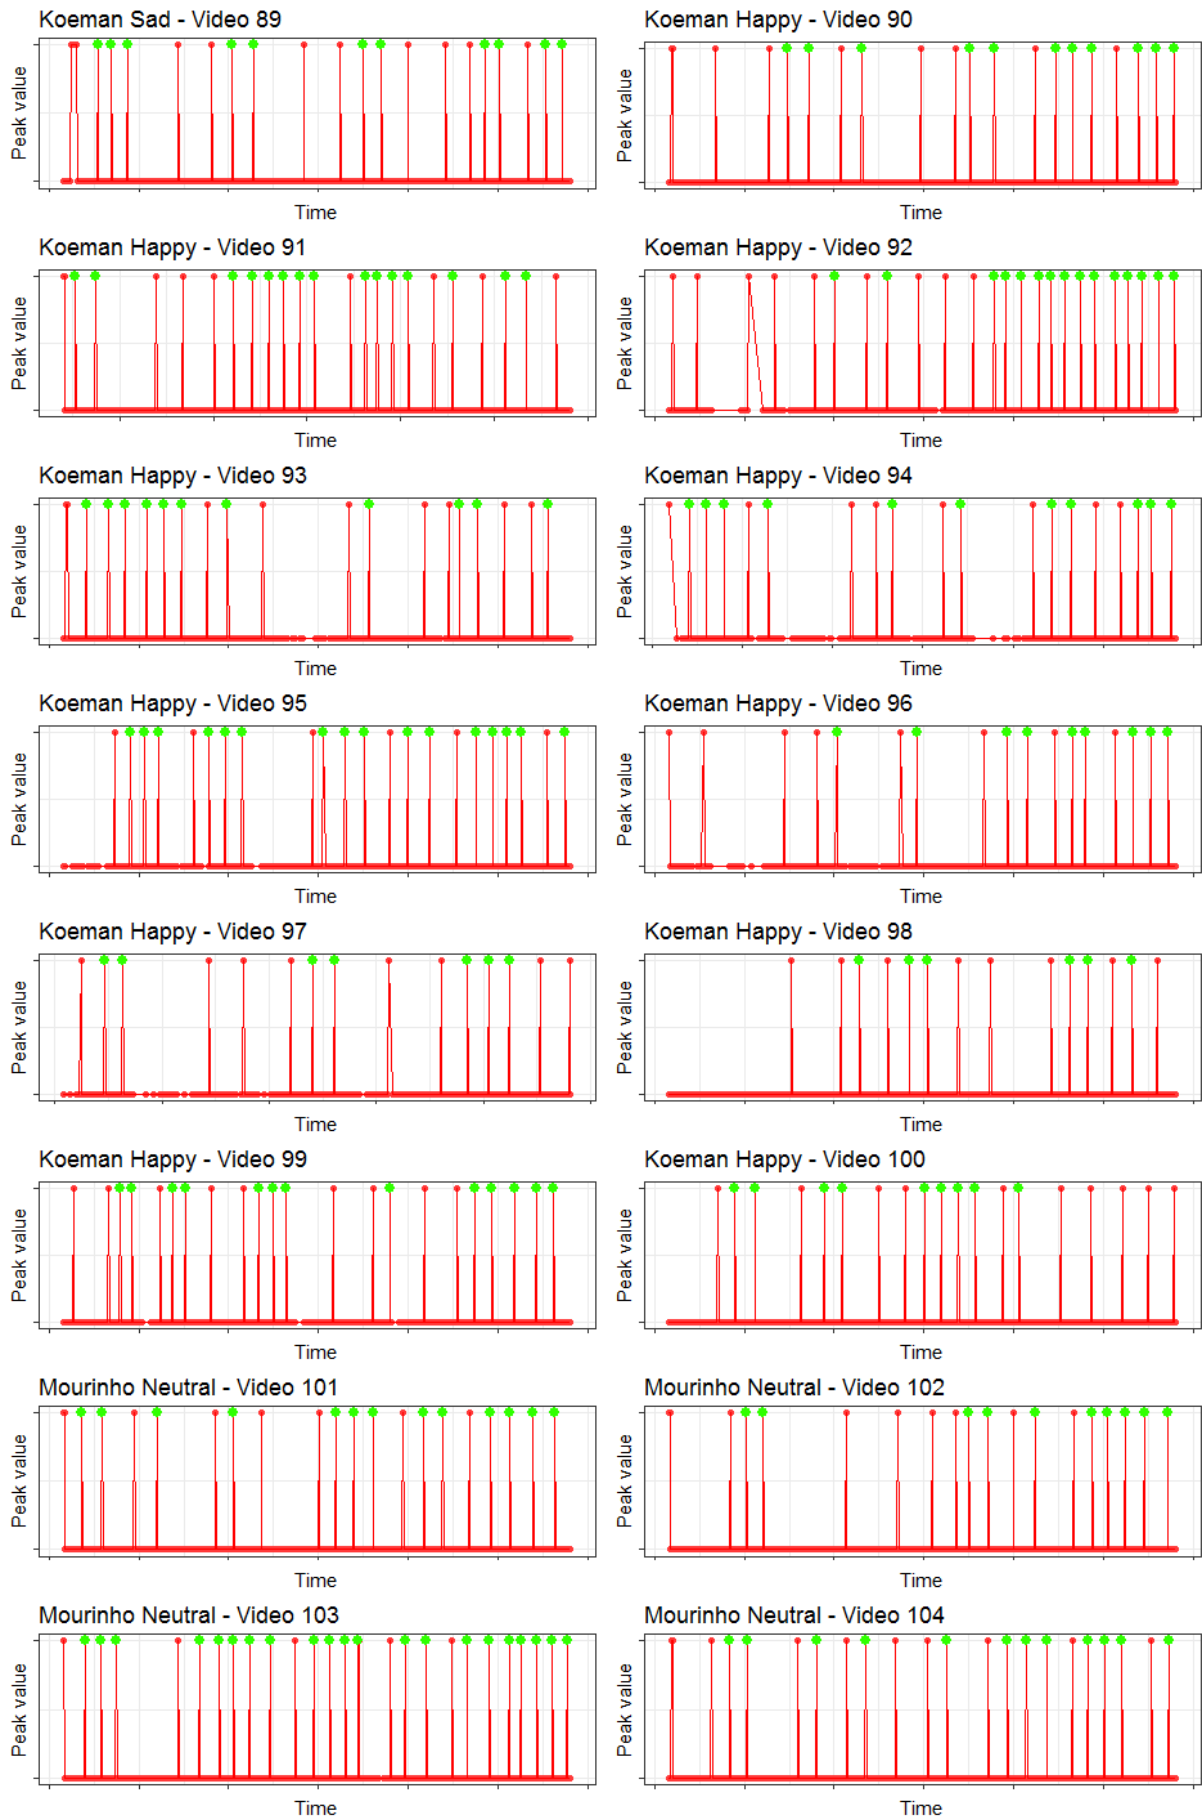 Koeman Sad - Video 89
Peak value
Time
Koeman Happy - Video 90
Peak value
Time
Koeman Happy - Video 91
Peak value
Time
Koeman Happy - Video 92
Peak value
Time
Koeman Happy - Video 93
Peak value
Time
Koeman Happy - Video 94
Peak value
Time
Koeman Happy - Video 95
Peak value
Time
Koeman Happy - Video 96
Peak value
Time
Koeman Happy - Video 97
Peak value
Time
Koeman Happy - Video 98
Peak value
Time
Koeman Happy - Video 99
Peak value
Time
Koeman Happy - Video 100
Peak value
Time
Mourinho Neutral - Video 101
Peak value
Time
Mourinho Neutral - Video 102
Peak value
Time
Mourinho Neutral - Video 103
Peak value
Time
Mourinho Neutral - Video 104
Peak value
Time